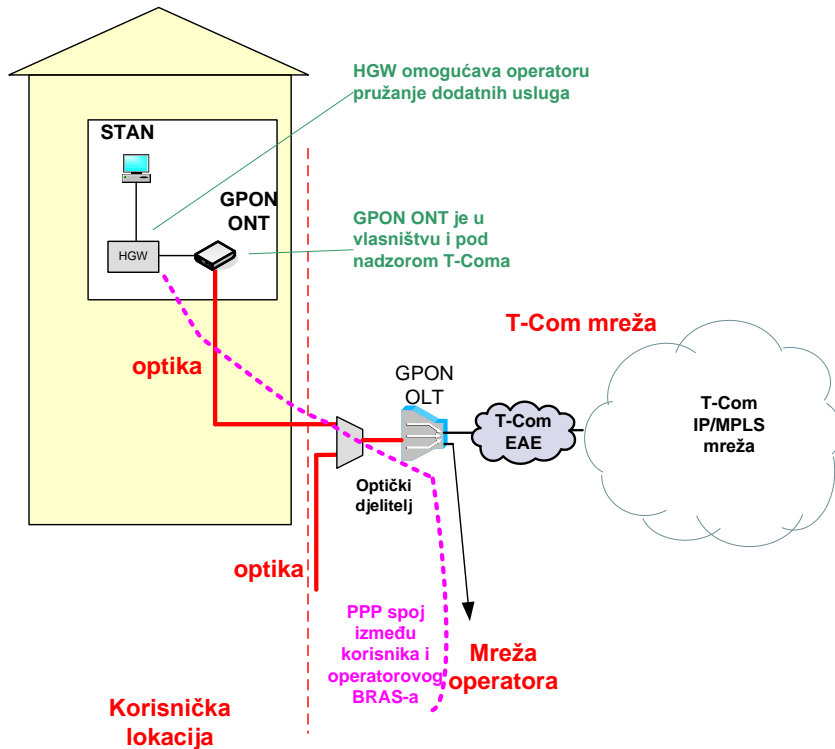 HGW omogućava operatoru
pružanje dodatnih usluga
STAN
GPON
ONT
HGW
GPON ONT je u
vlasništvu i pod
nadzorom T-Coma
T-Com mreža
optika
GPON
OLT
T-Com
EAE
T-Com
IP/MPLS
mreža
Optički
djelitelj
optika
PPP spoj
između
korisnika i
operatorovog
BRAS-a
Mreža
operatora
Korisnička
lokacija